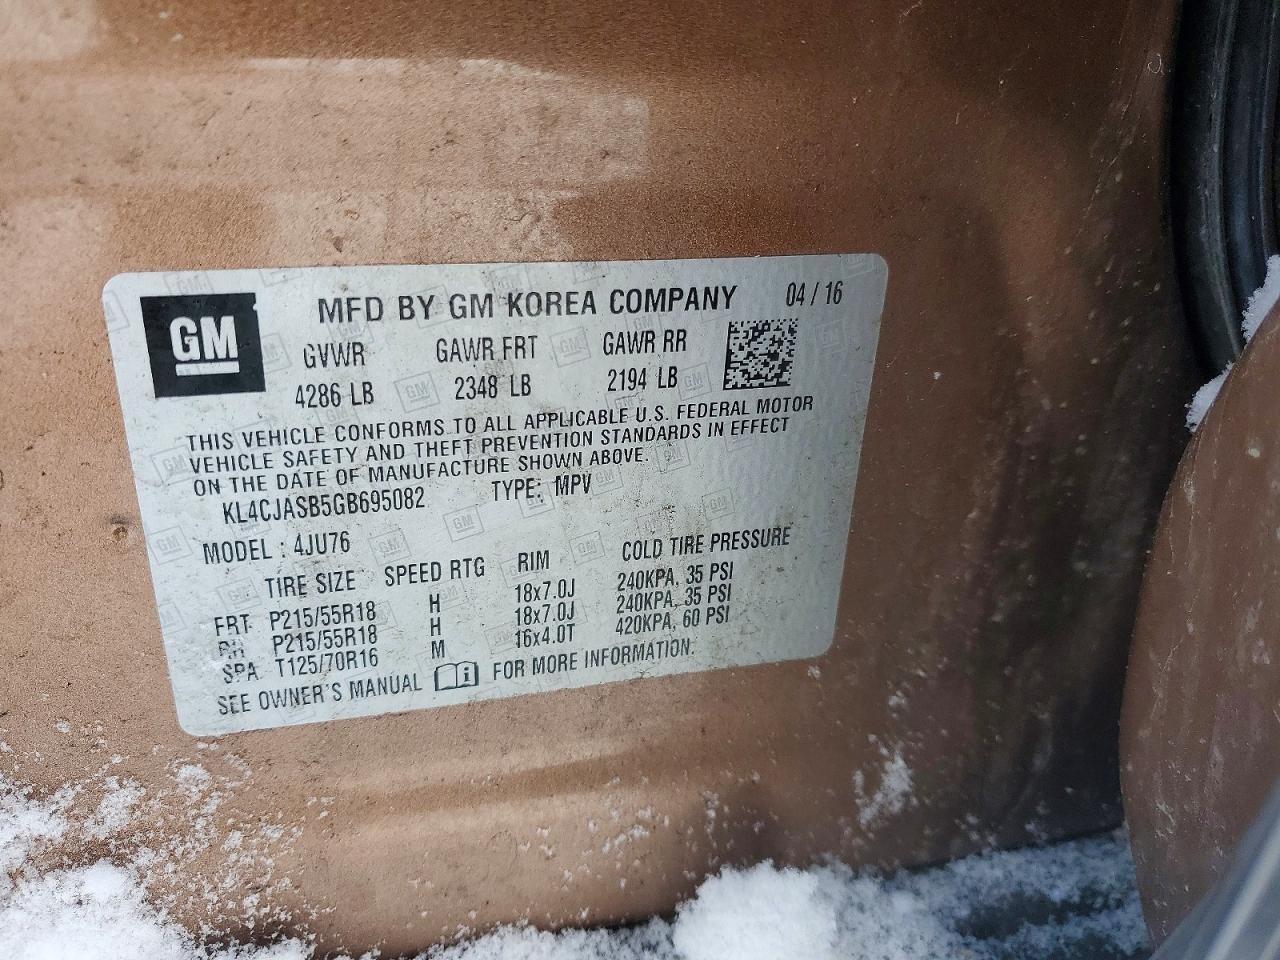 GM
MFD BY GM KOREA COMPANY 04 / 16
GVWR GAWR FRT GAWR RR
4286 LB 2348 LB 2194 LB
THIS VEHICLE CONFORMS TO ALL APPLICABLE U.S. FEDERAL MOTOR
VEHICLE SAFETY AND THEFT PREVENTION STANDARDS IN EFFECT
ON THE DATE OF MANUFACTURE SHOWN ABOVE.
KL4CJASB5GB695082 TYPE: MPV
MODEL : 4JU76
TIRE SIZE SPEED RTG RIM COLD TIRE PRESSURE
FRT P215/55R18 H 18x7.0J 240KPA, 35 PSI
RR P215/55R18 H 18x7.0J 240KPA, 35 PSI
SPA T125/70R16 M 16x4.0T 420KPA, 60 PSI
SEE OWNER'S MANUAL i FOR MORE INFORMATION.